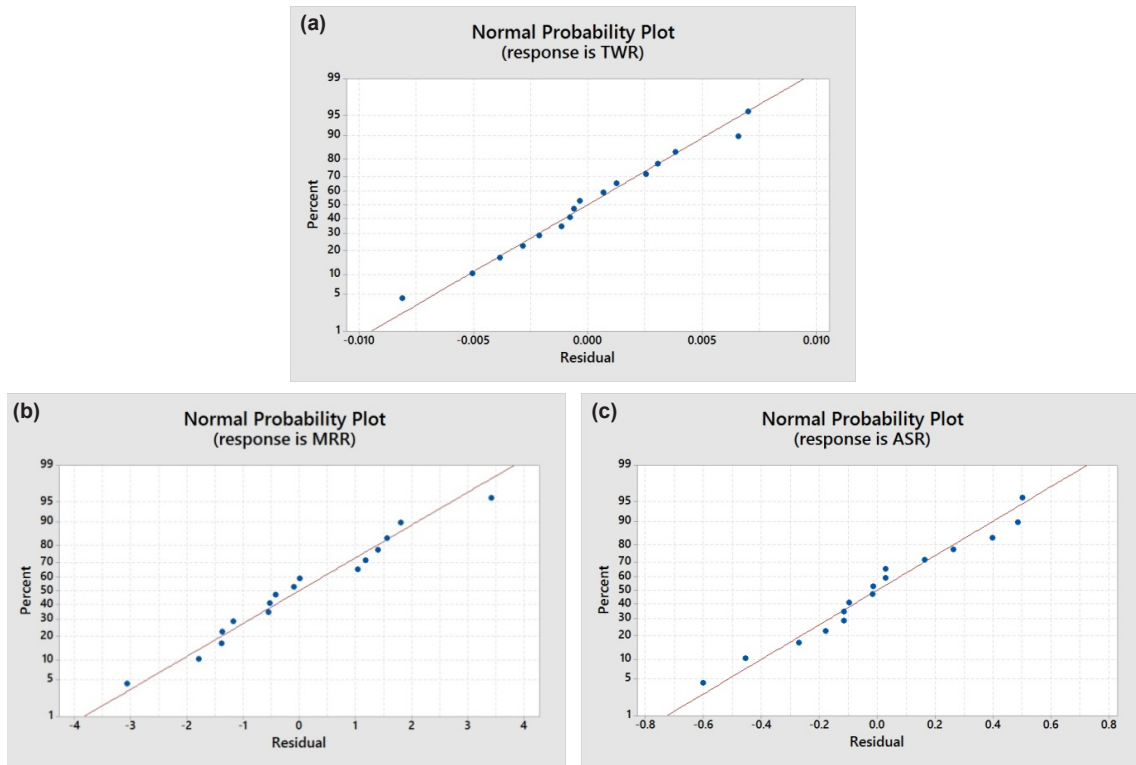 (a)
Normal Probability Plot
(response is TWR)
99
95
90
80
70
60
50
40
30
20
10
5
1
Percent
-0.010 -0.005 0.000 0.005 0.010
Residual
(b)
Normal Probability Plot
(response is MRR)
99
95
90
80
70
60
50
40
30
20
10
5
1
Percent
-4 -3 -2 -1 0 1 2 3 4
Residual
(c)
Normal Probability Plot
(response is ASR)
99
95
90
80
70
60
50
40
30
20
10
5
1
Percent
-0.8 -0.6 -0.4 -0.2 0.0 0.2 0.4 0.6 0.8
Residual